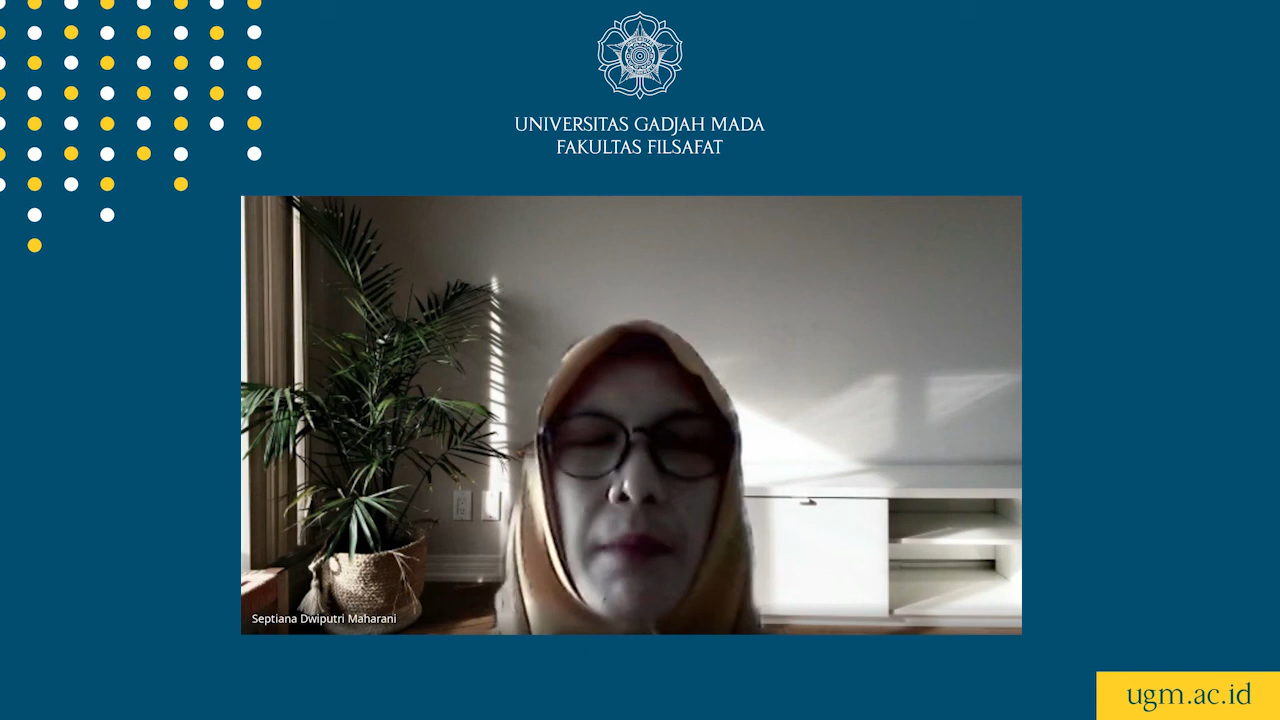 UNIVERSITAS GADJAH MADA
FAKULTAS FILSAFAT
Septiana Dwiputri Maharani
ugm.ac.id